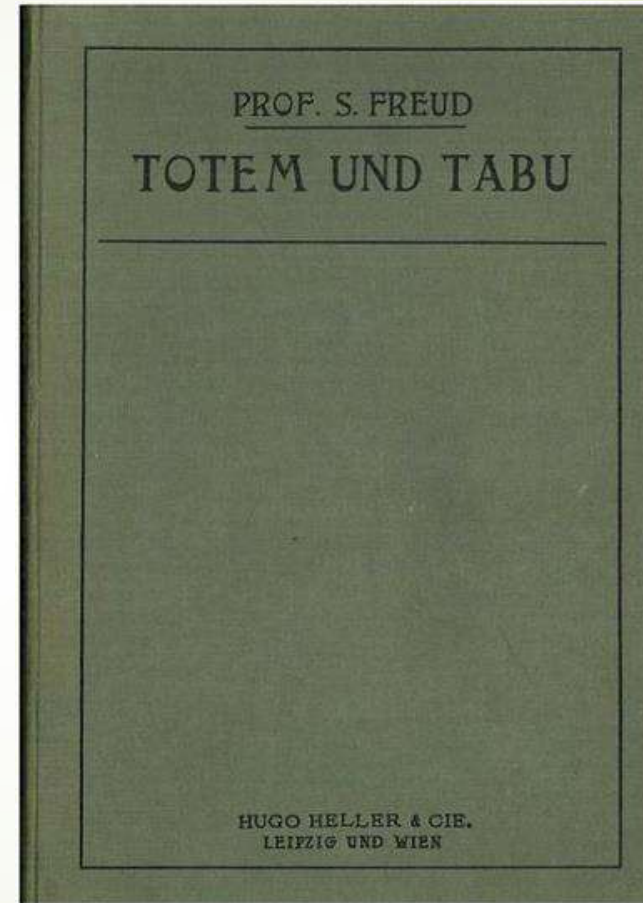 PROF. S. FREUD
TOTEM UND TABU
HUGO HELLER & CIE.
LEIPZIG UND WIEN